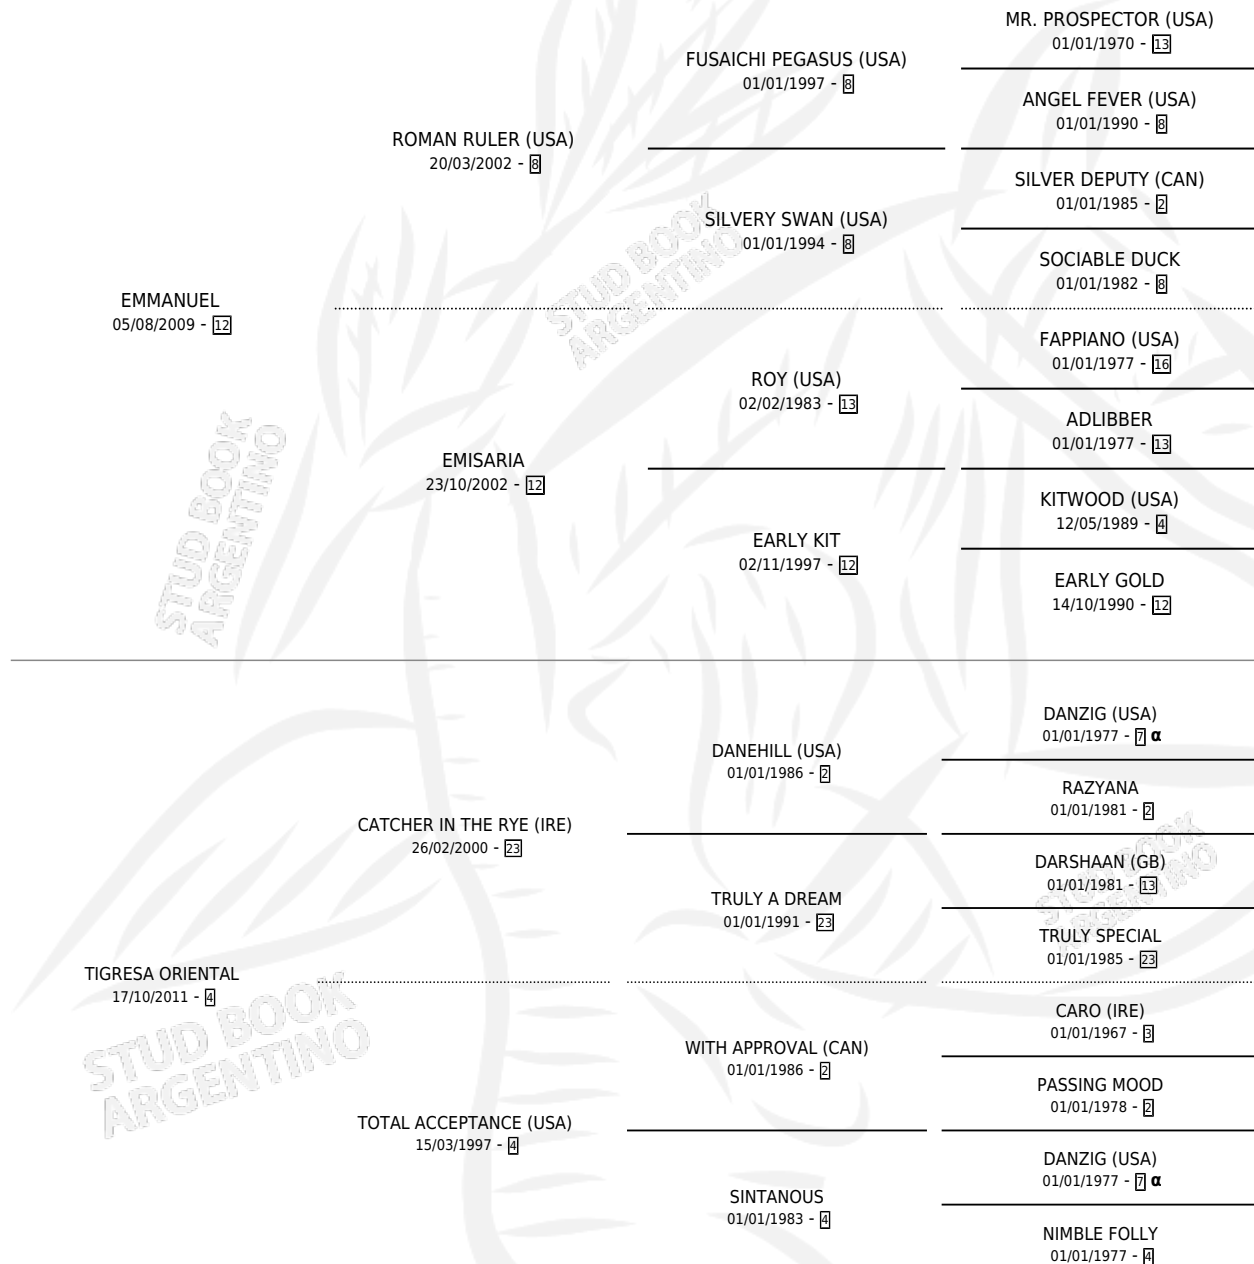 MR. PROSPECTOR (USA)
01/01/1970 - 13
FUSAICHI PEGASUS (USA)
01/01/1997 - 8
ANGEL FEVER (USA)
01/01/1990 - 8
ROMAN RULER (USA)
20/03/2002 - 8
SILVER DEPUTY (CAN)
01/01/1985 - 2
SILVERY SWAN (USA)
01/01/1994 - 8
SOCIABLE DUCK
01/01/1982 - 8
EMMANUEL
05/08/2009 - 12
FAPPIANO (USA)
01/01/1977 - 16
ROY (USA)
02/02/1983 - 13
ADLIBBER
01/01/1977 - 13
EMISARIA
23/10/2002 - 12
KITWOOD (USA)
12/05/1989 - 4
EARLY KIT
02/11/1997 - 12
EARLY GOLD
14/10/1990 - 12
DANZIG (USA)
01/01/1977 - 7 α
DANEHILL (USA)
01/01/1986 - 2
RAZYANA
01/01/1981 - 2
CATCHER IN THE RYE (IRE)
26/02/2000 - 23
DARSHAAN (GB)
01/01/1981 - 13
TRULY A DREAM
01/01/1991 - 23
TRULY SPECIAL
01/01/1985 - 23
TIGRESA ORIENTAL
17/10/2011 - 4
CARO (IRE)
01/01/1967 - 3
WITH APPROVAL (CAN)
01/01/1986 - 2
PASSING MOOD
01/01/1978 - 2
TOTAL ACCEPTANCE (USA)
15/03/1997 - 4
DANZIG (USA)
01/01/1977 - 7 α
SINTANOUS
01/01/1983 - 4
NIMBLE FOLLY
01/01/1977 - 4
STUD BOOK
ARGENTINO
STUD BOOK
ARGENTINO
STUD BOOK
ARGENTINO
STUD BOOK
ARGENTINO